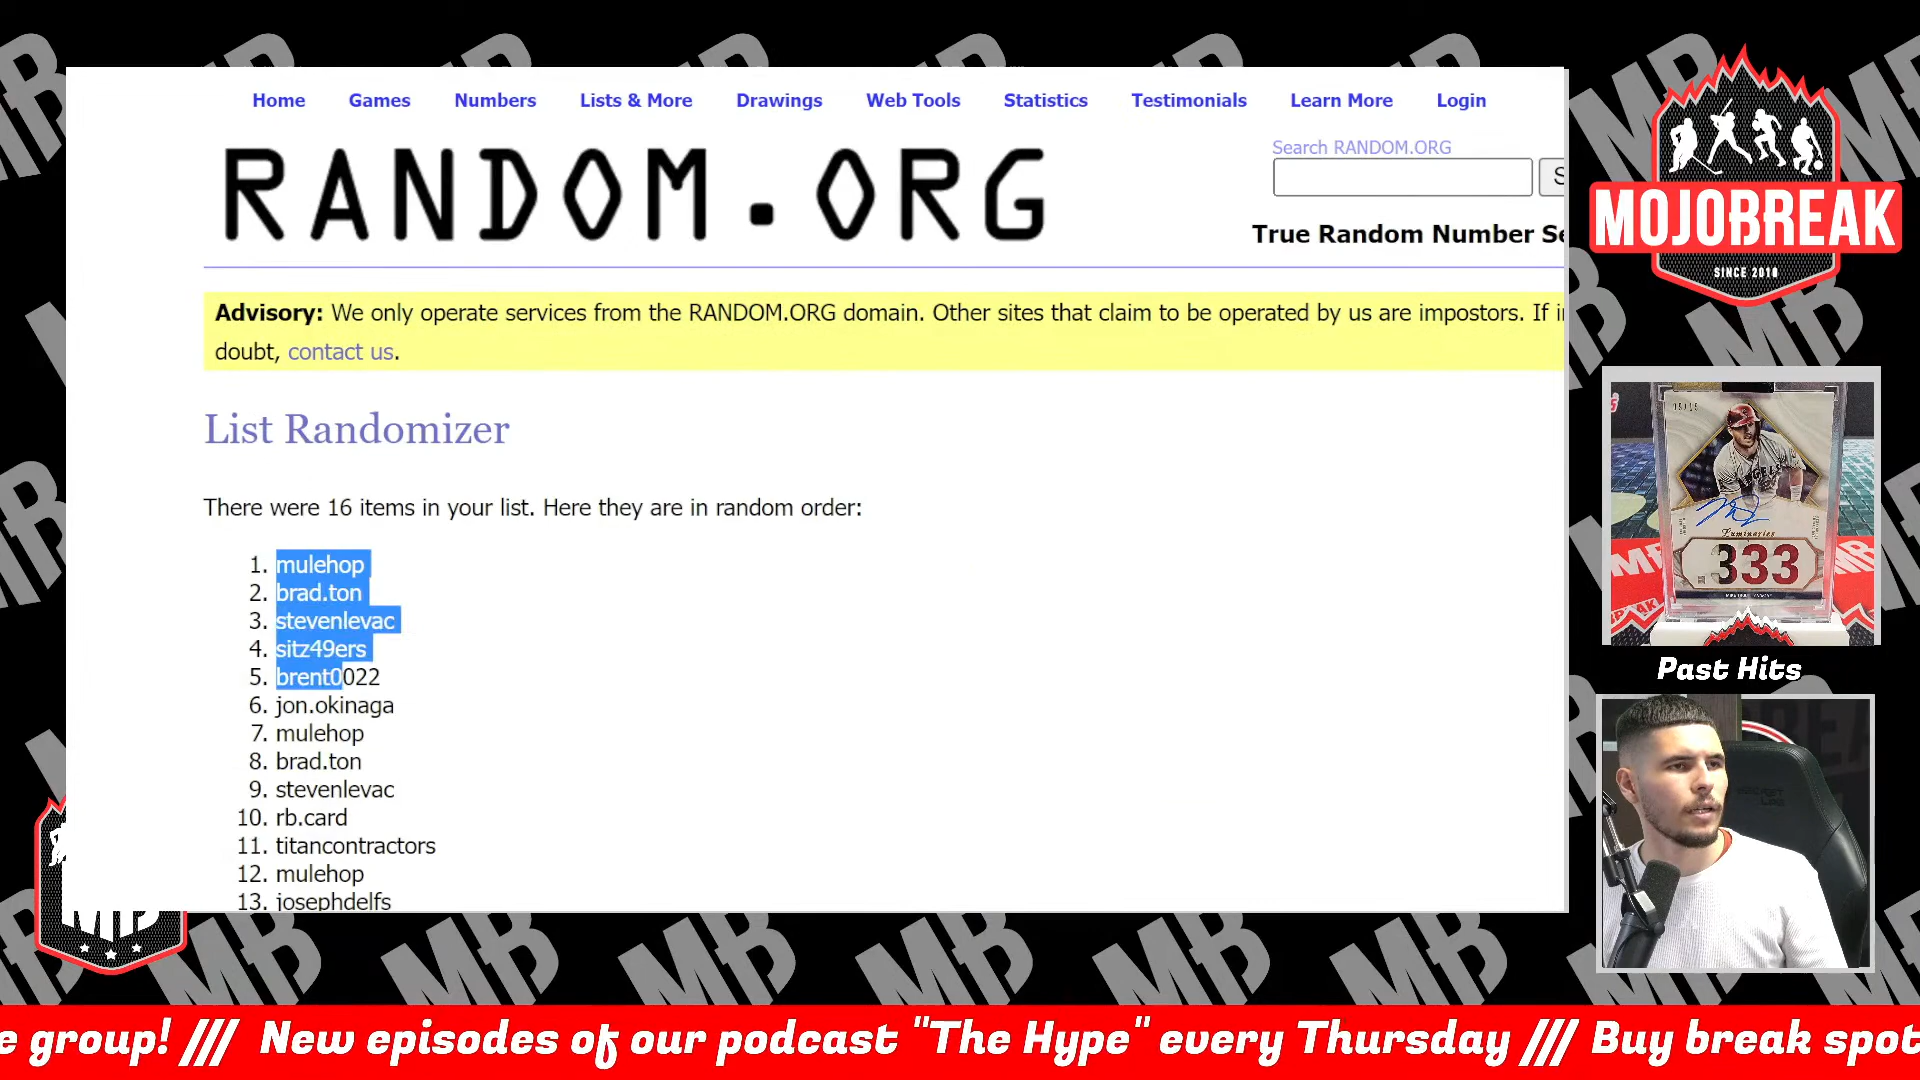 Home Games Numbers Lists & More Drawings Web Tools Statistics Testimonials Learn More Login
RANDOM.ORG
Search RANDOM.ORG
S
True Random Number Se
Advisory: We only operate services from the RANDOM.ORG domain. Other sites that claim to be operated by us are impostors. If in
doubt, contact us.
List Randomizer
There were 16 items in your list. Here they are in random order:
1. mulehop
2. brad.ton
3. stevenlevac
4. sitz49ers
5. brent0022
6. jon.okinaga
7. mulehop
8. brad.ton
9. stevenlevac
10. rb.card
11. titancontractors
12. mulehop
13. josephdelfs
MOJOBREAK
SINCE 2010
ANGELS
Luminaries
333
Past Hits
MB
e group! /// New episodes of our podcast "The Hype" every Thursday /// Buy break spot